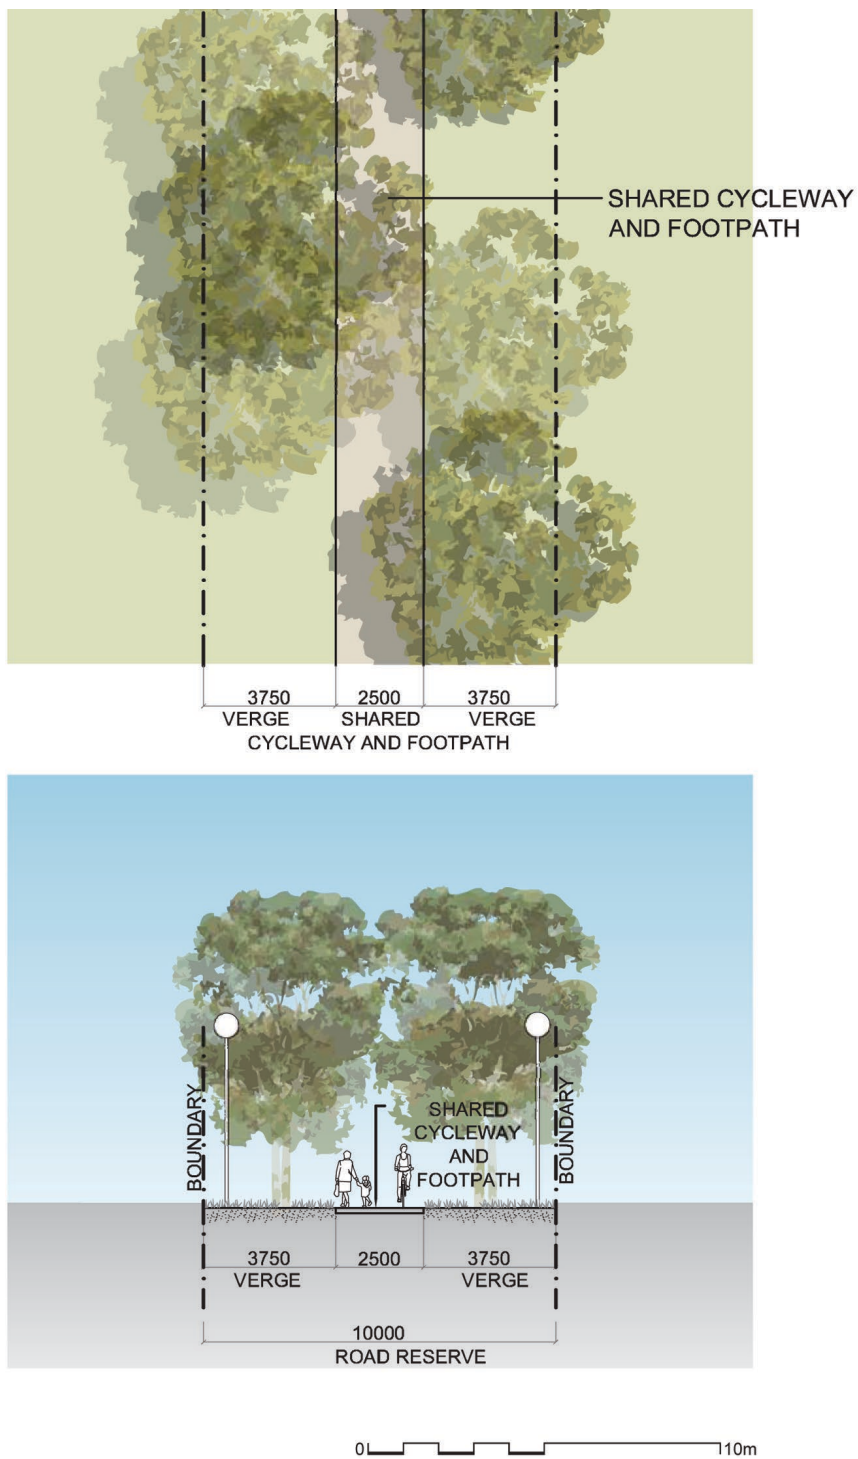 SHARED CYCLEWAY
AND FOOTPATH
3750 2500 3750
VERGE SHARED VERGE
CYCLEWAY AND FOOTPATH
BOUNDARY
SHARED
CYCLEWAY
AND
FOOTPATH
BOUNDARY
3750 2500 3750
VERGE VERGE
10000
ROAD RESERVE
0 10m